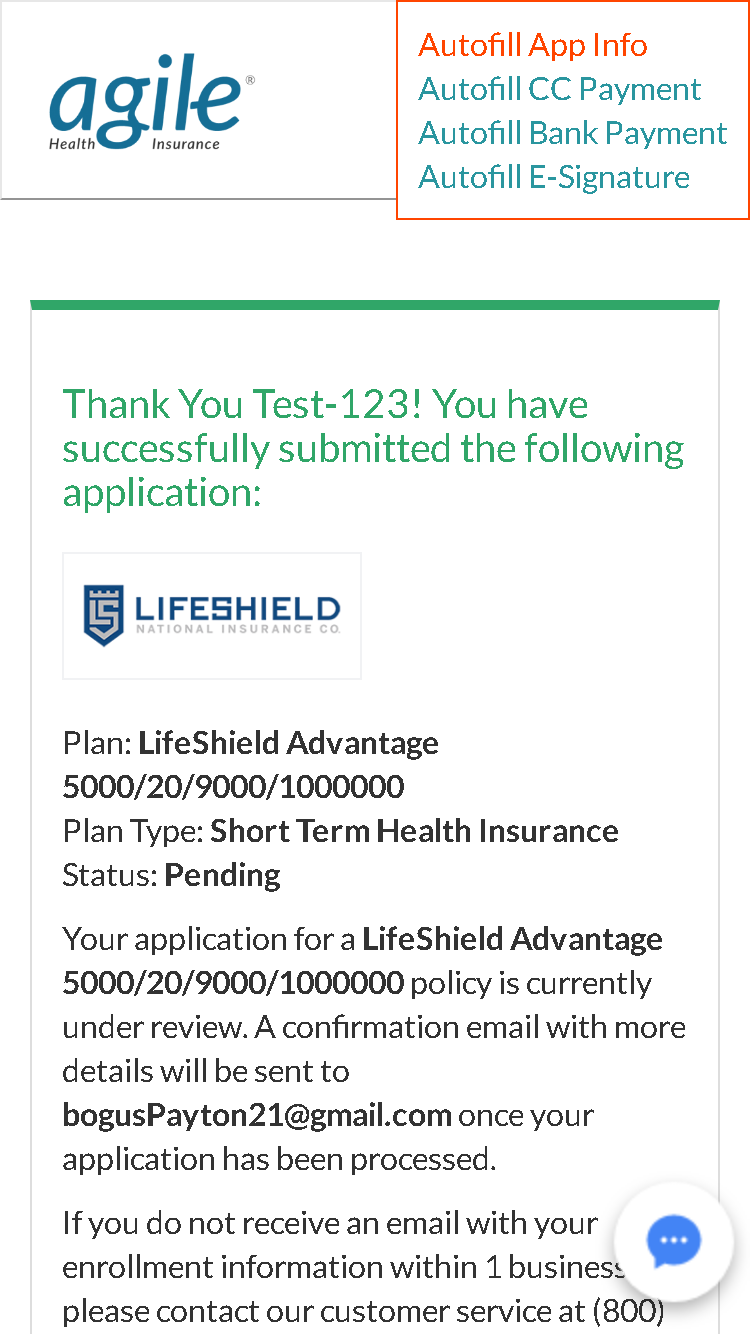 agile®
Health Insurance
Autofill App Info
Autofill CC Payment
Autofill Bank Payment
Autofill E-Signature
Thank You Test-123! You have
successfully submitted the following
application:
LIFESHIELD
NATIONAL INSURANCE CO.
Plan: LifeShield Advantage
5000/20/9000/1000000
Plan Type: Short Term Health Insurance
Status: Pending
Your application for a LifeShield Advantage
5000/20/9000/1000000 policy is currently
under review. A confirmation email with more
details will be sent to
bogusPayton21@gmail.com once your
application has been processed.
If you do not receive an email with your
enrollment information within 1 business
please contact our customer service at (800)